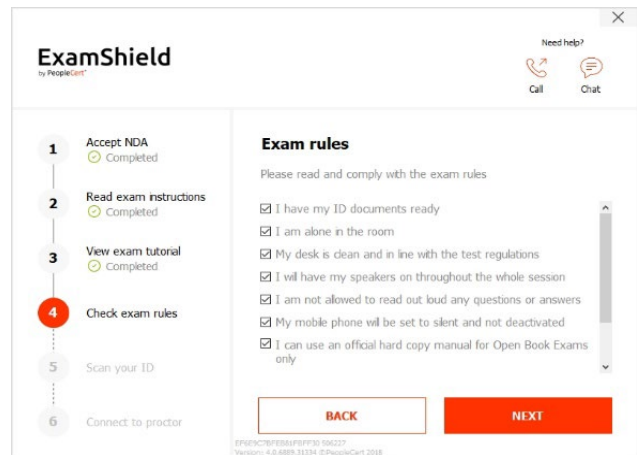 Need help?
ExamShield
by PeopleCert
Call
Chat
1
Accept NDA
Completed
2
Read exam instructions
Completed
3
View exam tutorial
Completed
4
Check exam rules
5
Scan your ID
6
Connect to proctor
Exam rules
Please read and comply with the exam rules
I have my ID documents ready
I am alone in the room
My desk is clean and in line with the test regulations
I will have my speakers on throughout the whole session
I am not allowed to read out loud any questions or answers
My mobile phone will be set to silent and not deactivated
I can use an official hard copy manual for Open Book Exams
only
BACK
NEXT
©PeopleCert 2018